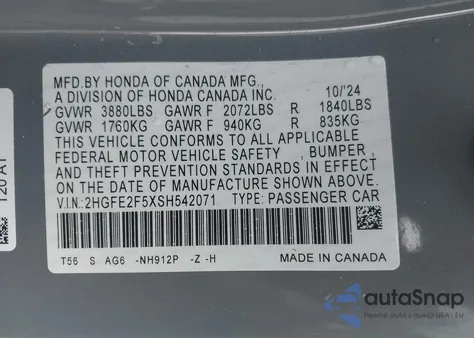 MFD.BY HONDA OF CANADA MFG.,
A DIVISION OF HONDA CANADA INC. 10/'24
GVWR 3880LBS GAWR F 2072LBS R 1840LBS
GVWR 1760KG GAWR F 940KG R 835KG
THIS VEHICLE CONFORMS TO ALL APPLICABLE
FEDERAL MOTOR VEHICLE SAFETY , BUMPER ,
AND THEFT PREVENTION STANDARDS IN EFFECT
ON THE DATE OF MANUFACTURE SHOWN ABOVE.
V.I.N: 2HGFE2F5XSH542071 TYPE: PASSENGER CAR
T56 S AG6 -NH912P -Z -H MADE IN CANADA
120 A1
autoSnap